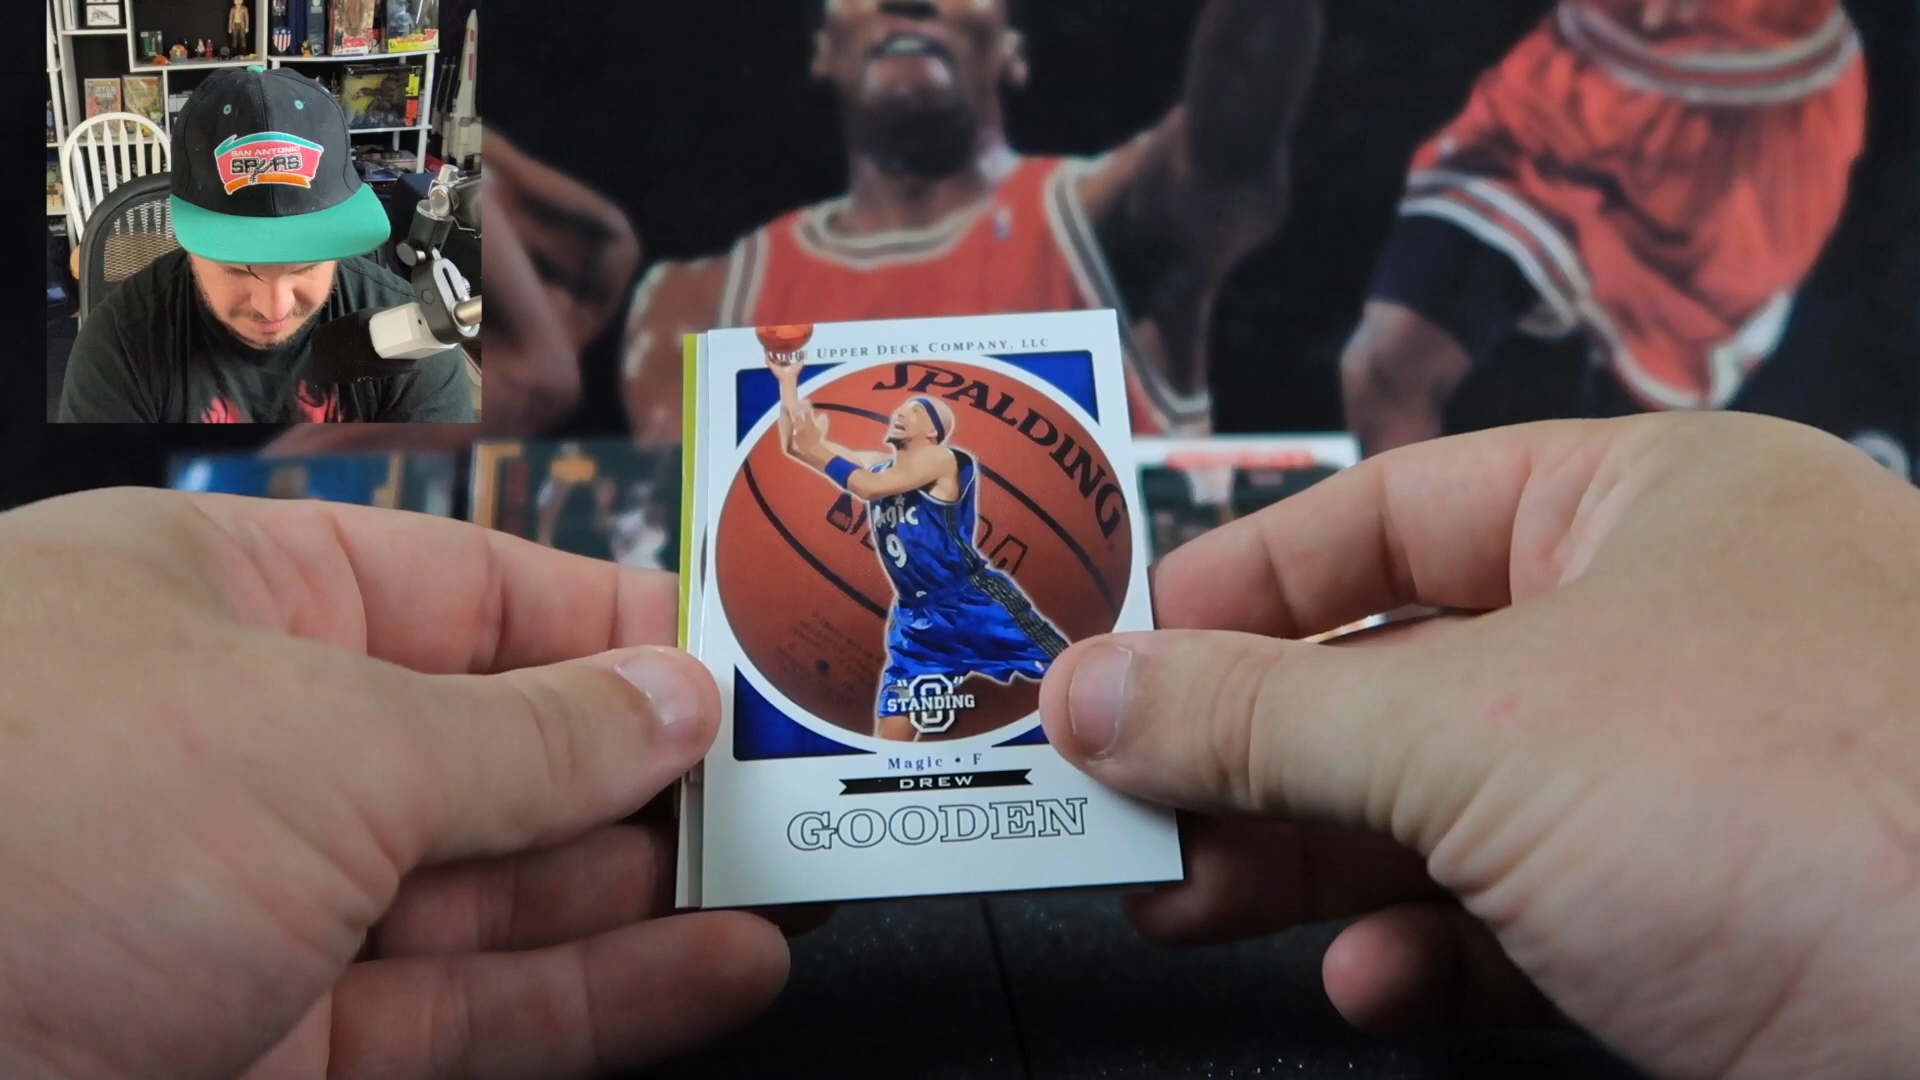 SAN ANTONIO
SPURS
UPPER DECK COMPANY, LLC
SPALDING
Magic
9
"O"
STANDING
Magic • F
DREW
GOODEN